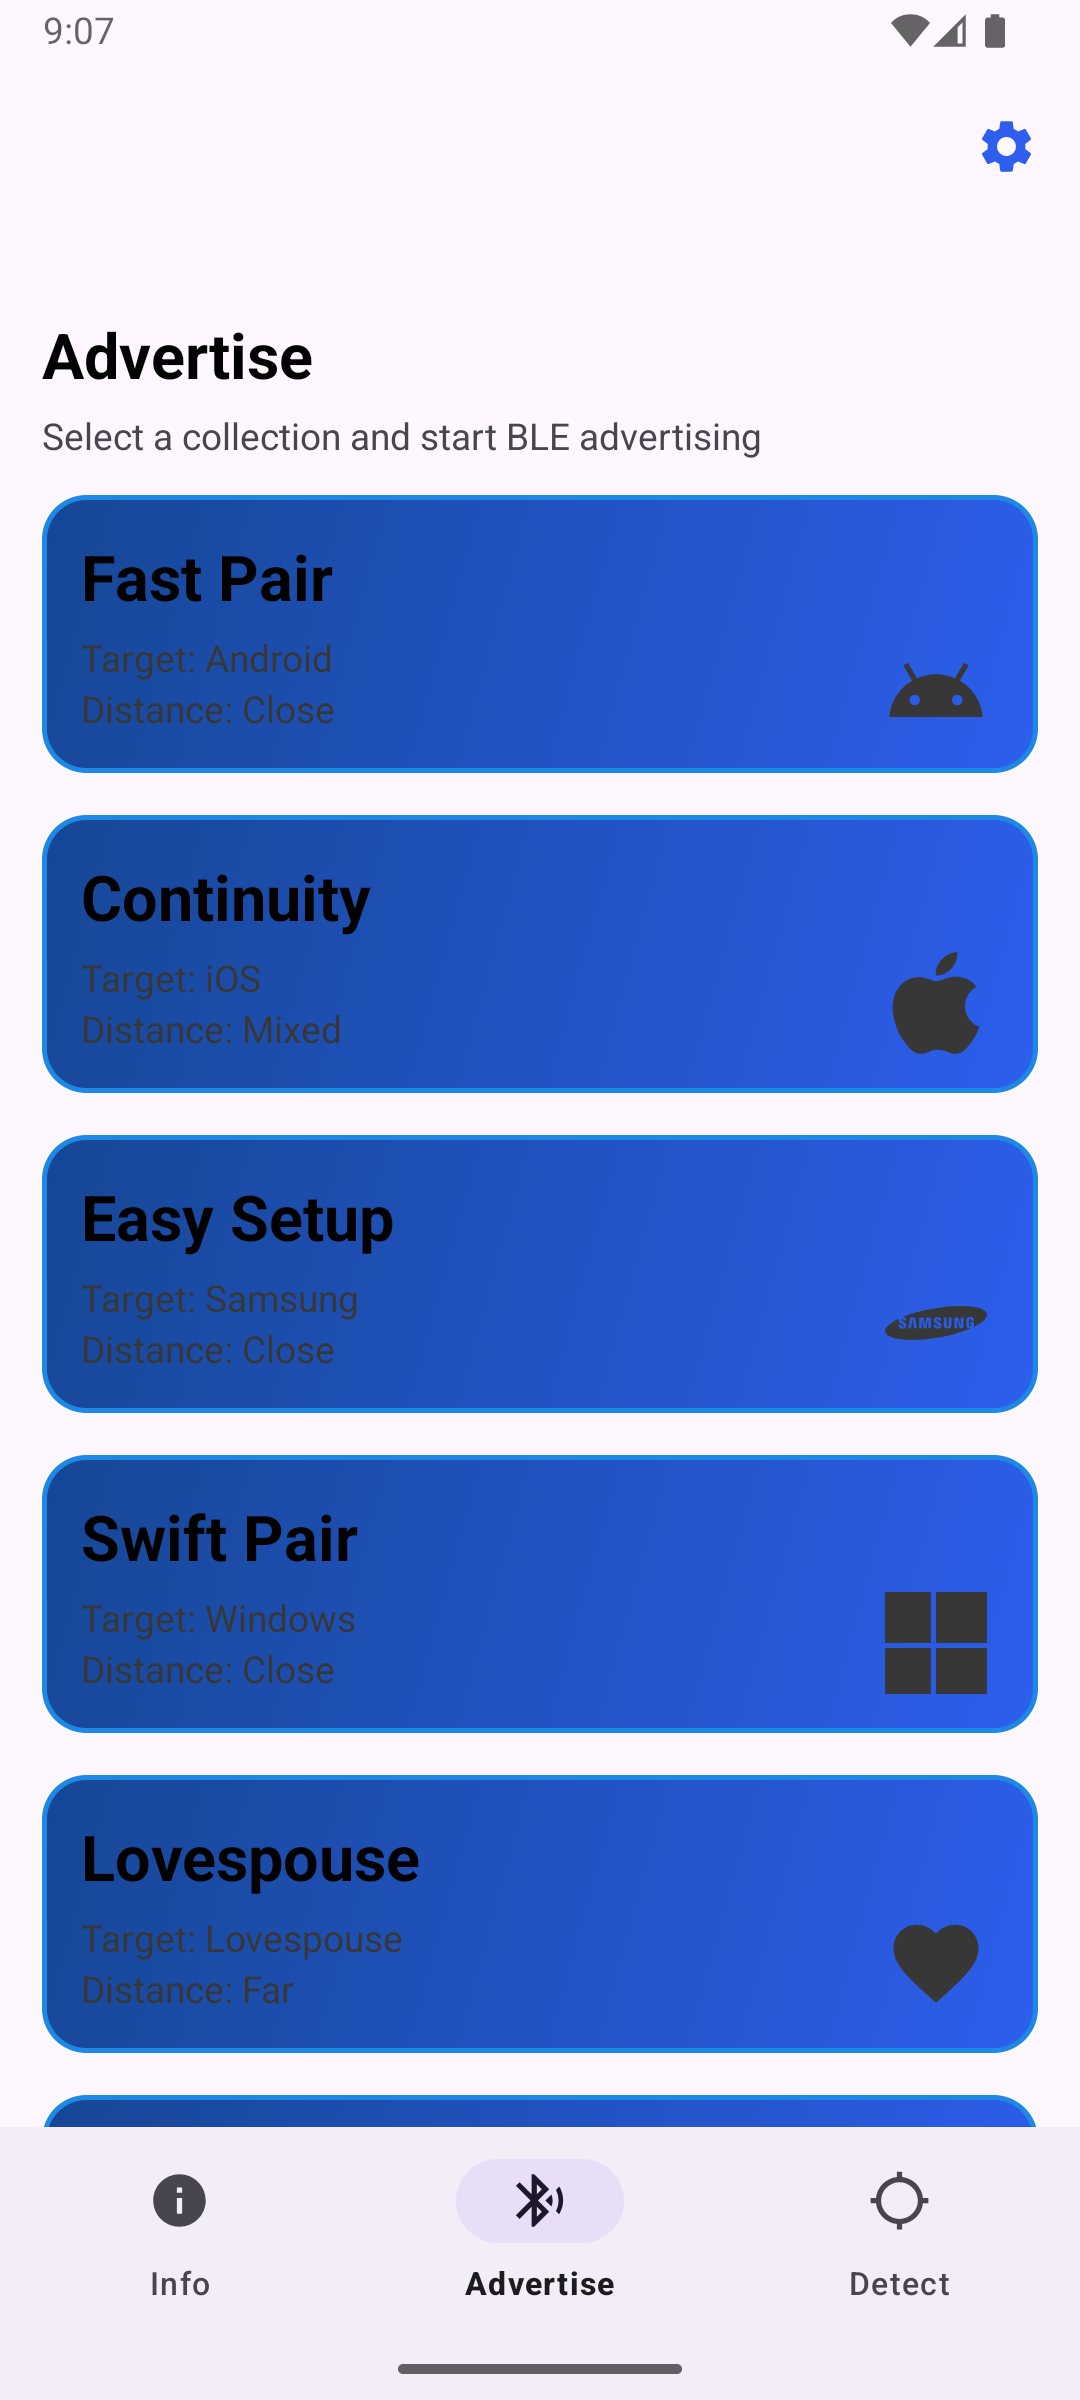 9:07
Advertise
Select a collection and start BLE advertising
Fast Pair
Target: Android
Distance: Close
Continuity
Target: iOS
Distance: Mixed
Easy Setup
Target: Samsung
Distance: Close
SAMSUNG
Swift Pair
Target: Windows
Distance: Close
Lovespouse
Target: Lovespouse
Distance: Far
Info
Advertise
Detect